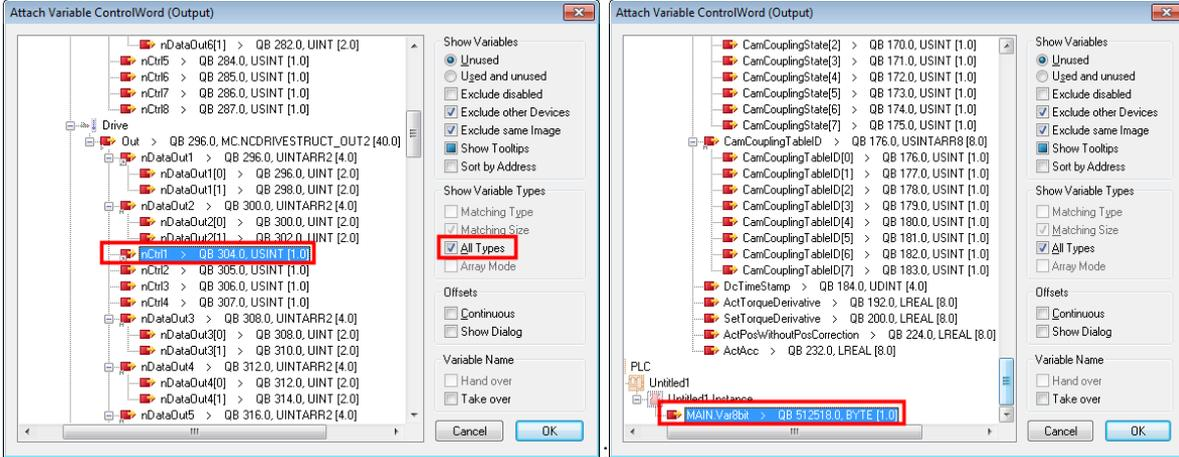 Attach Variable ControlWord (Output)
nDataOut6[1] > QB 282.0, UINT [2.0]
nCtrl5 > QB 284.0, USINT [1.0]
nCtrl6 > QB 285.0, USINT [1.0]
nCtrl7 > QB 286.0, USINT [1.0]
nCtrl8 > QB 287.0, USINT [1.0]
Drive
Out > QB 296.0, MC.NCDRIVESTRUCT_OUT2 [40.0]
nDataOut1 > QB 296.0, UINTARR2 [4.0]
nDataOut1[0] > QB 296.0, UINT [2.0]
nDataOut1[1] > QB 298.0, UINT [2.0]
nDataOut2 > QB 300.0, UINTARR2 [4.0]
nDataOut2[0] > QB 300.0, UINT [2.0]
nDataOut2[1] > QB 302.0, UINT [2.0]
nCtrl1 > QB 304.0, USINT [1.0]
nCtrl2 > QB 305.0, USINT [1.0]
nCtrl3 > QB 306.0, USINT [1.0]
nCtrl4 > QB 307.0, USINT [1.0]
nDataOut3 > QB 308.0, UINTARR2 [4.0]
nDataOut3[0] > QB 308.0, UINT [2.0]
nDataOut3[1] > QB 310.0, UINT [2.0]
nDataOut4 > QB 312.0, UINTARR2 [4.0]
nDataOut4[0] > QB 312.0, UINT [2.0]
nDataOut4[1] > QB 314.0, UINT [2.0]
nDataOut5 > QB 316.0, UINTARR2 [4.0]
Show Variables
Unused
Used and unused
Exclude disabled
Exclude other Devices
Exclude same Image
Show Tooltips
Sort by Address
Show Variable Types
Matching Type
Matching Size
All Types
Array Mode
Offsets
Continuous
Show Dialog
Variable Name
Hand over
Take over
Cancel OK
.
Attach Variable ControlWord (Output)
CamCouplingState[2] > QB 170.0, USINT [1.0]
CamCouplingState[3] > QB 171.0, USINT [1.0]
CamCouplingState[4] > QB 172.0, USINT [1.0]
CamCouplingState[5] > QB 173.0, USINT [1.0]
CamCouplingState[6] > QB 174.0, USINT [1.0]
CamCouplingState[7] > QB 175.0, USINT [1.0]
CamCouplingTableID > QB 176.0, USINTARR8 [8.0]
CamCouplingTableID[0] > QB 176.0, USINT [1.0]
CamCouplingTableID[1] > QB 177.0, USINT [1.0]
CamCouplingTableID[2] > QB 178.0, USINT [1.0]
CamCouplingTableID[3] > QB 179.0, USINT [1.0]
CamCouplingTableID[4] > QB 180.0, USINT [1.0]
CamCouplingTableID[5] > QB 181.0, USINT [1.0]
CamCouplingTableID[6] > QB 182.0, USINT [1.0]
CamCouplingTableID[7] > QB 183.0, USINT [1.0]
DcTimeStamp > QB 184.0, UDINT [4.0]
ActTorqueDerivative > QB 192.0, LREAL [8.0]
SetTorqueDerivative > QB 200.0, LREAL [8.0]
ActPosWithoutPosCorrection > QB 224.0, LREAL [8.0]
ActAcc > QB 232.0, LREAL [8.0]
PLC
Untitled1
Untitled1 Instance
MAIN.Var8bit > QB 512518.0, BYTE [1.0]
Show Variables
Unused
Used and unused
Exclude disabled
Exclude other Devices
Exclude same Image
Show Tooltips
Sort by Address
Show Variable Types
Matching Type
Matching Size
All Types
Array Mode
Offsets
Continuous
Show Dialog
Variable Name
Hand over
Take over
Cancel OK